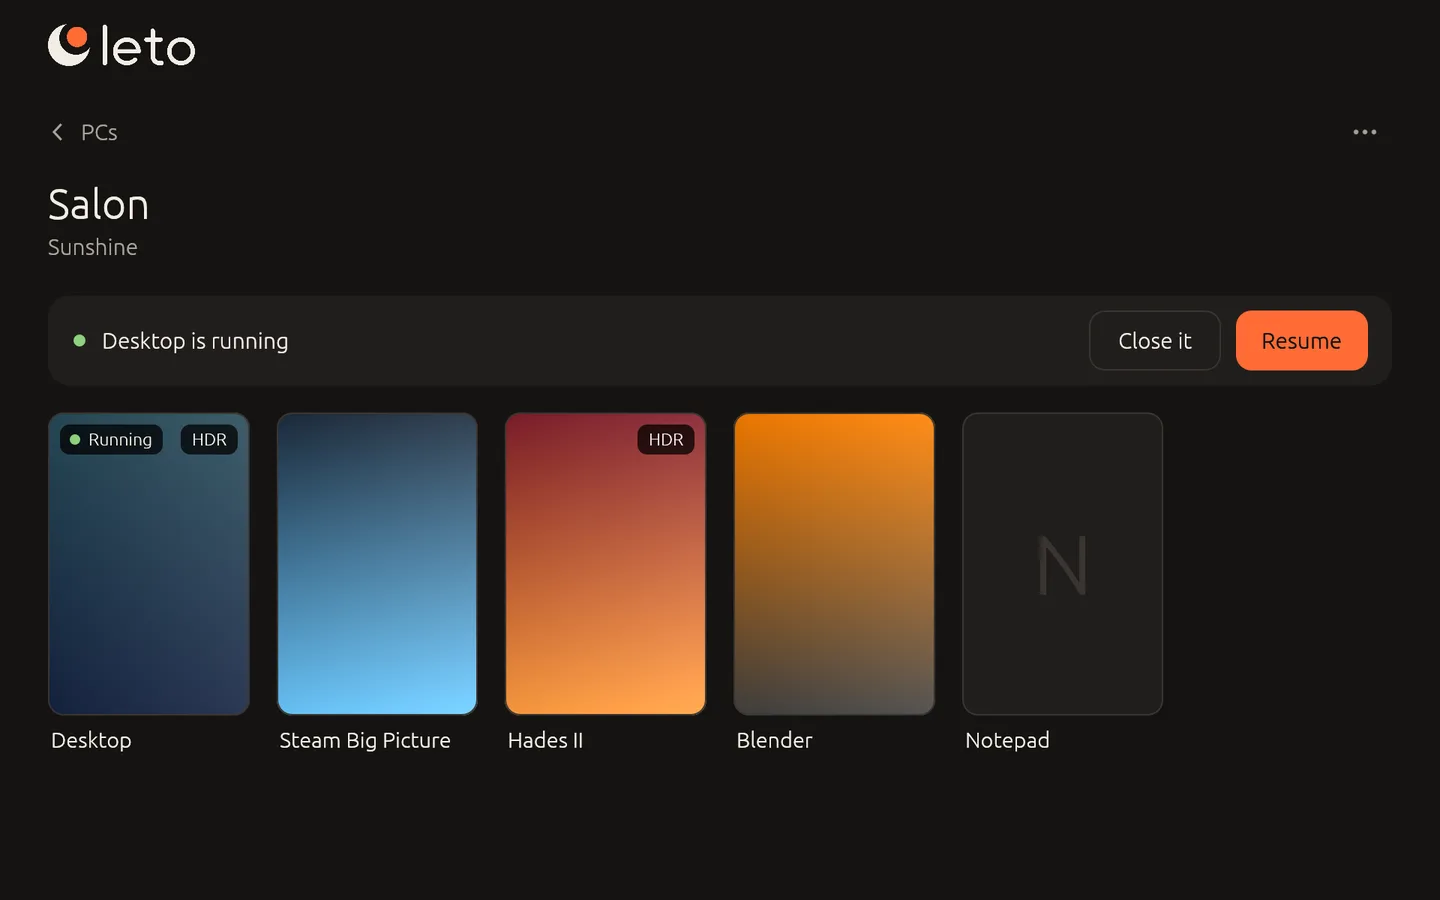 leto
PCs
Salon
Sunshine
Desktop is running
Close it
Resume
Running
HDR
HDR
N
Desktop
Steam Big Picture
Hades II
Blender
Notepad